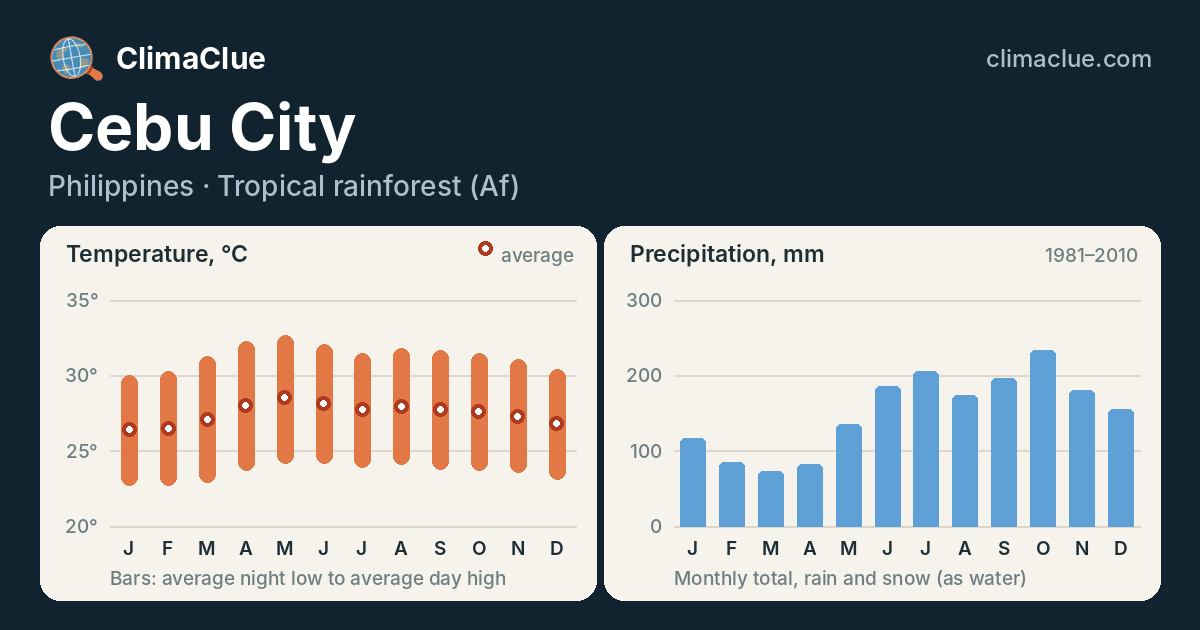 ClimaClue
climaclue.com
Cebu City
Philippines · Tropical rainforest (Af)
Temperature, °C
average
35°
30°
25°
20°
J F M A M J J A S O N D
Bars: average night low to average day high
Precipitation, mm
1981–2010
300
200
100
0
J F M A M J J A S O N D
Monthly total, rain and snow (as water)